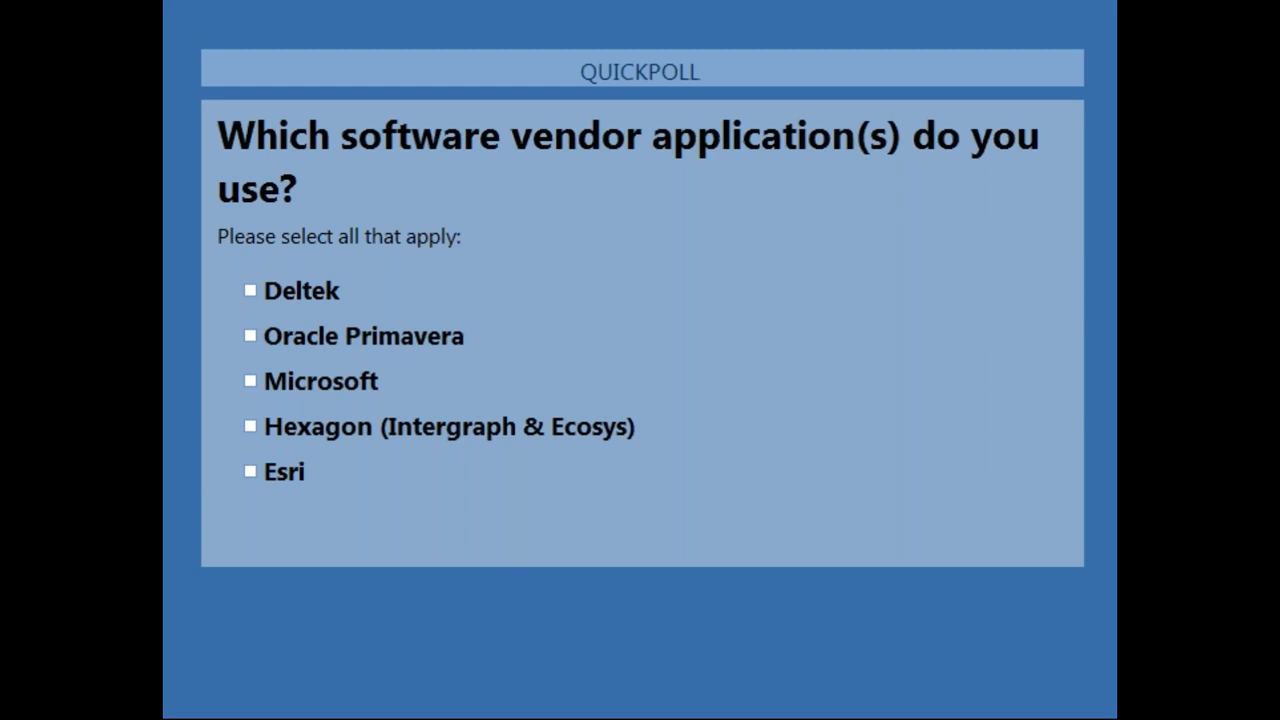 QUICKPOLL
Which software vendor application(s) do you
use?
Please select all that apply:
Deltek
Oracle Primavera
Microsoft
Hexagon (Intergraph & Ecosys)
Esri